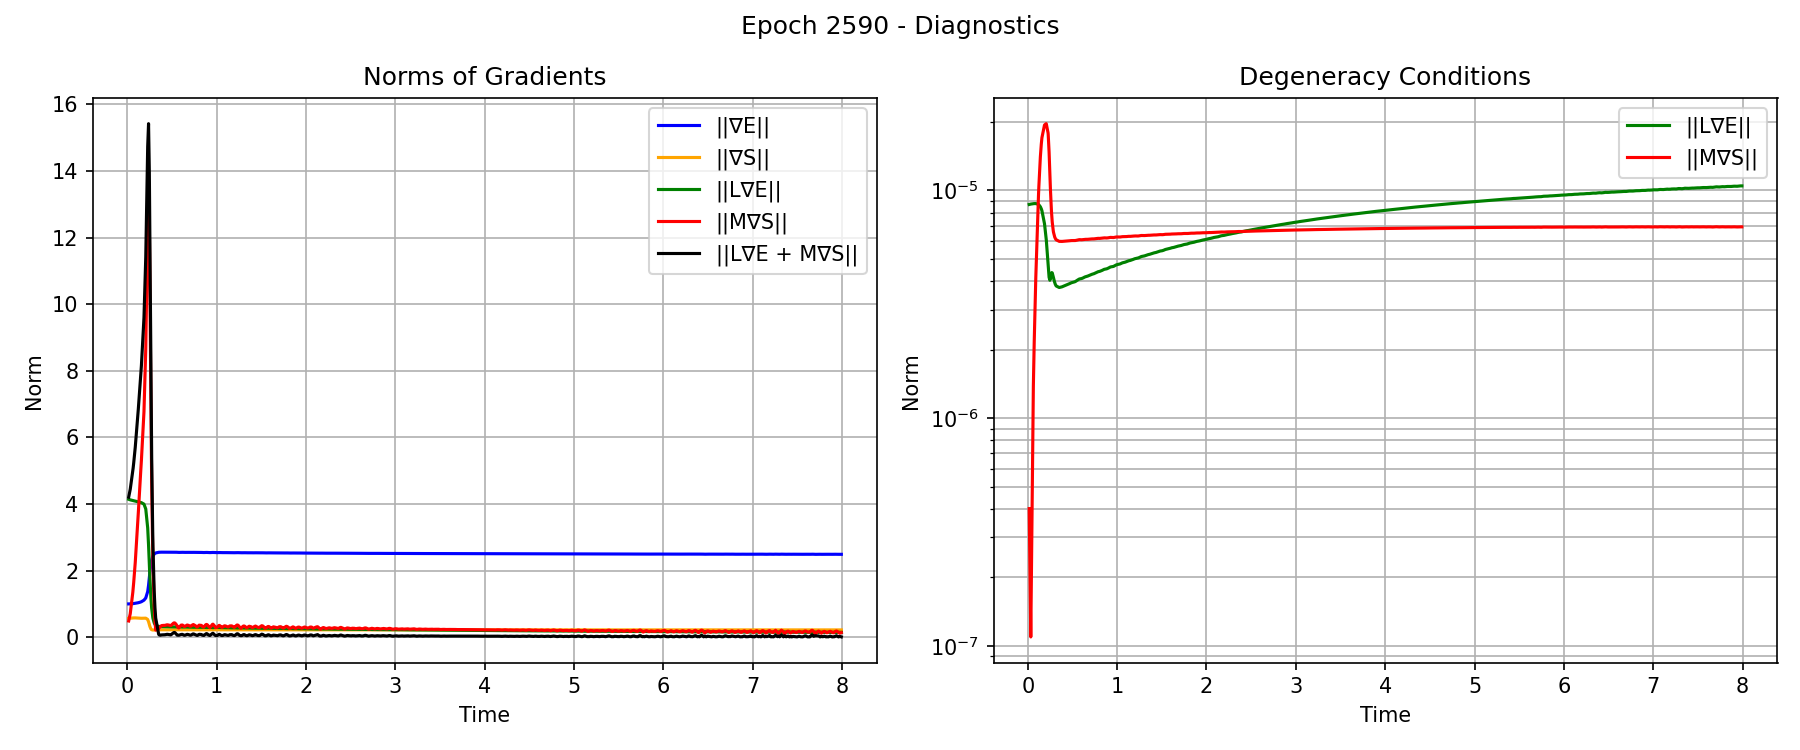 Epoch 2590 - Diagnostics
Norms of Gradients
16
14
12
10
8
6
4
2
0
Norm
0 1 2 3 4 5 6 7 8
Time
||∇E||
||∇S||
||L∇E||
||M∇S||
||L∇E + M∇S||
Degeneracy Conditions
10⁻⁵
10⁻⁶
10⁻⁷
Norm
0 1 2 3 4 5 6 7 8
Time
||L∇E||
||M∇S||